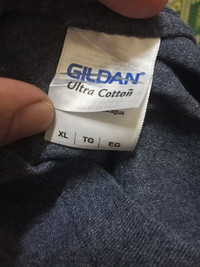 GILDAN
Ultra Cotton
XL | TG | EG